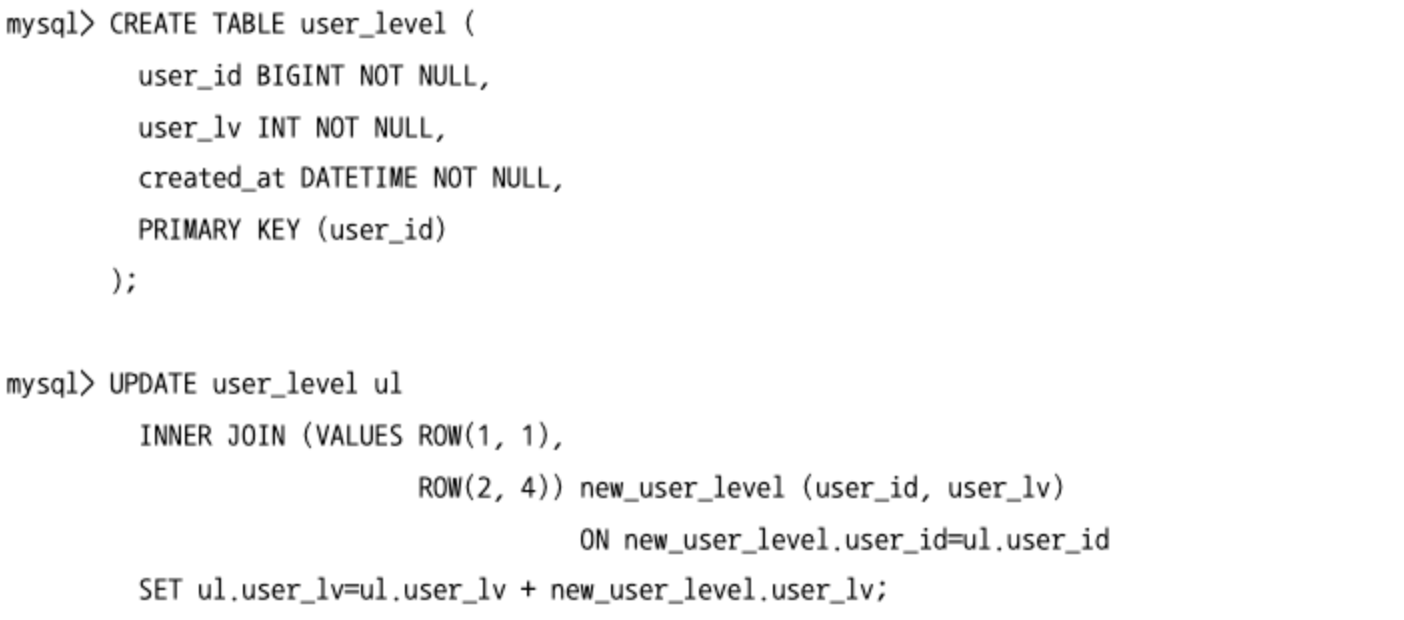 mysql> CREATE TABLE user_level (
user_id BIGINT NOT NULL,
user_lv INT NOT NULL,
created_at DATETIME NOT NULL,
PRIMARY KEY (user_id)
);
mysql> UPDATE user_level ul
INNER JOIN (VALUES ROW(1, 1),
ROW(2, 4)) new_user_level (user_id, user_lv)
ON new_user_level.user_id=ul.user_id
SET ul.user_lv=ul.user_lv + new_user_level.user_lv;